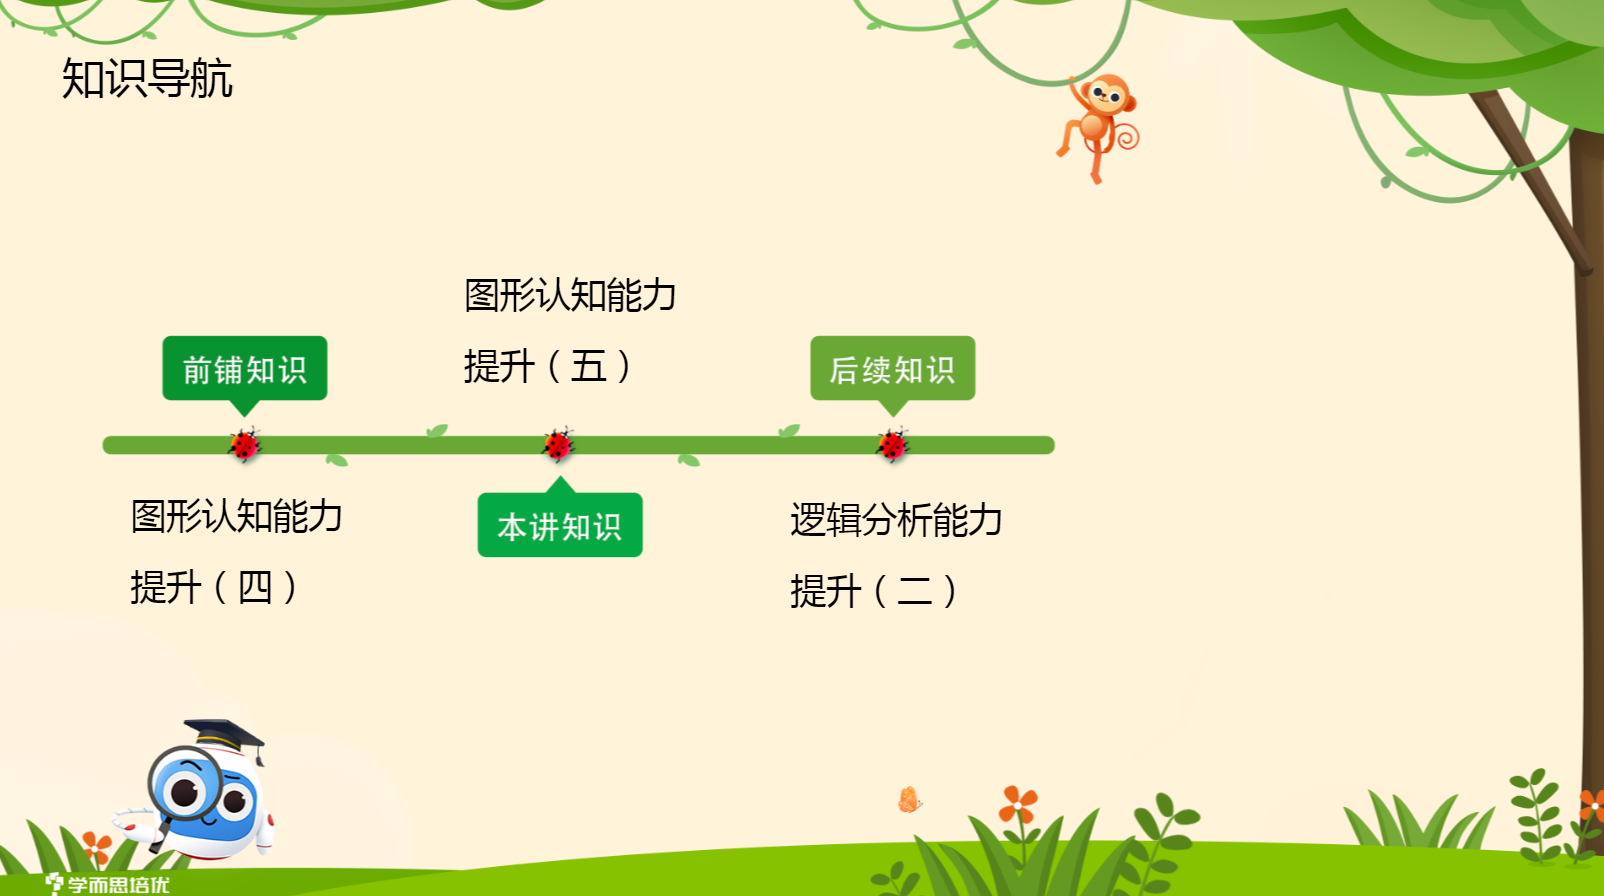 知识导航
图形认知能力
提升（五）
前铺知识
后续知识
图形认知能力
提升（四）
本讲知识
逻辑分析能力
提升（二）
学而思培优